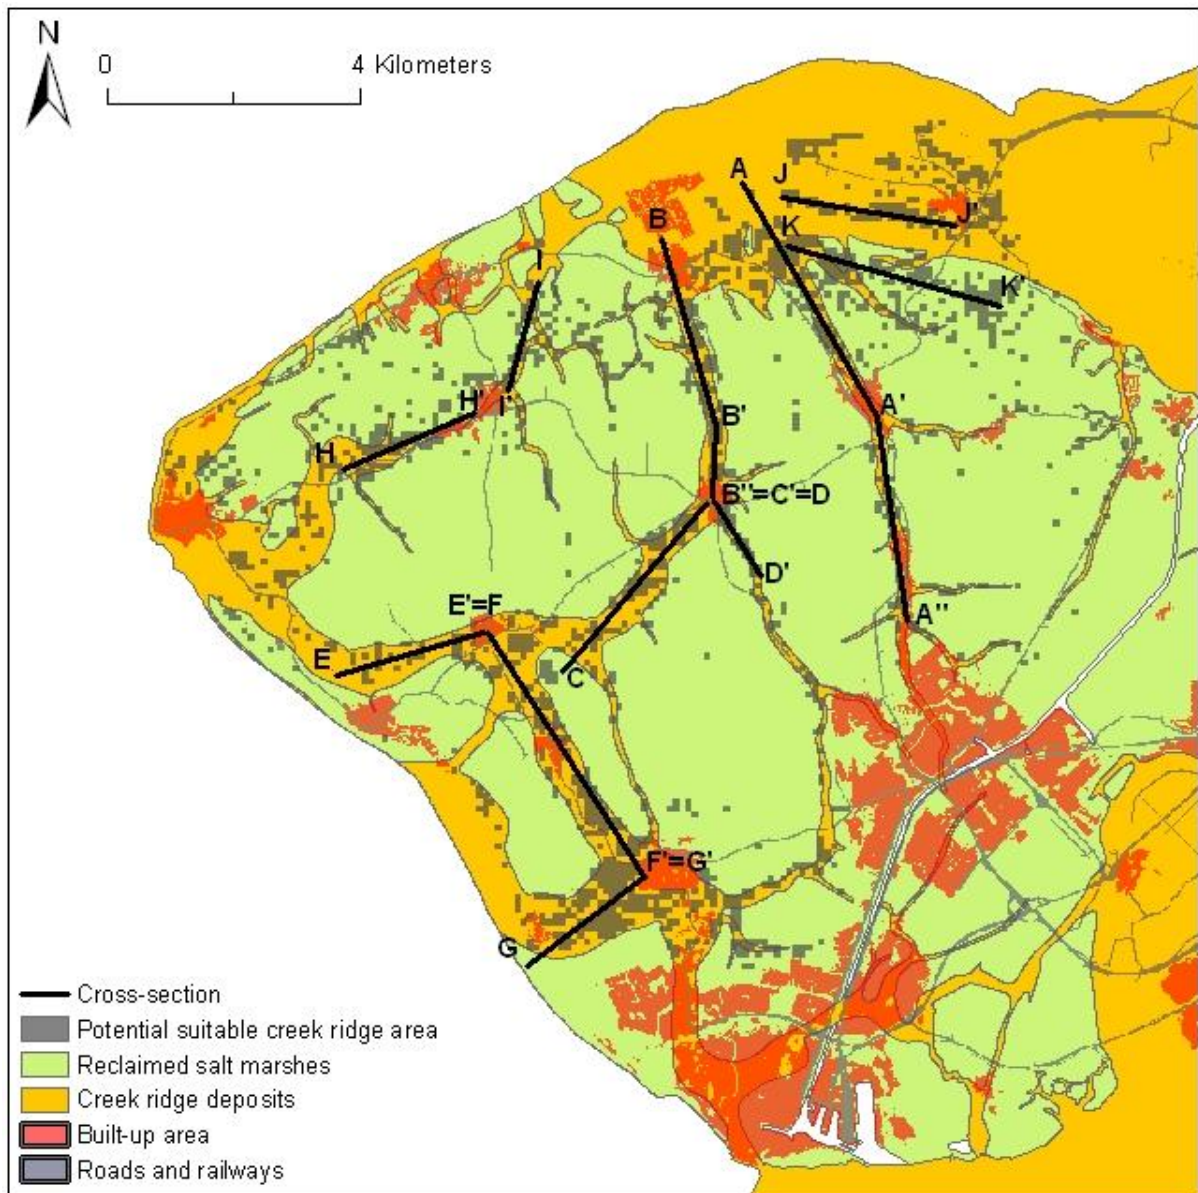 N
0 4 Kilometers
A
J
B
J'
K
I
K'
H'
I'
A'
B'
H
B''=C'=D
D'
E'=F
A''
E
C
F'=G'
G
Cross-section
Potential suitable creek ridge area
Reclaimed salt marshes
Creek ridge deposits
Built-up area
Roads and railways